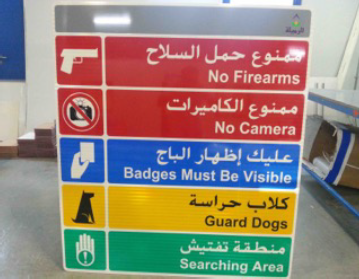 ممنوع حمل السلاح
No Firearms
ممنوع الكاميرات
No Camera
عليك إظهار الباج
Badges Must Be Visible
كلاب حراسة
Guard Dogs
منطقة تفتيش
Searching Area